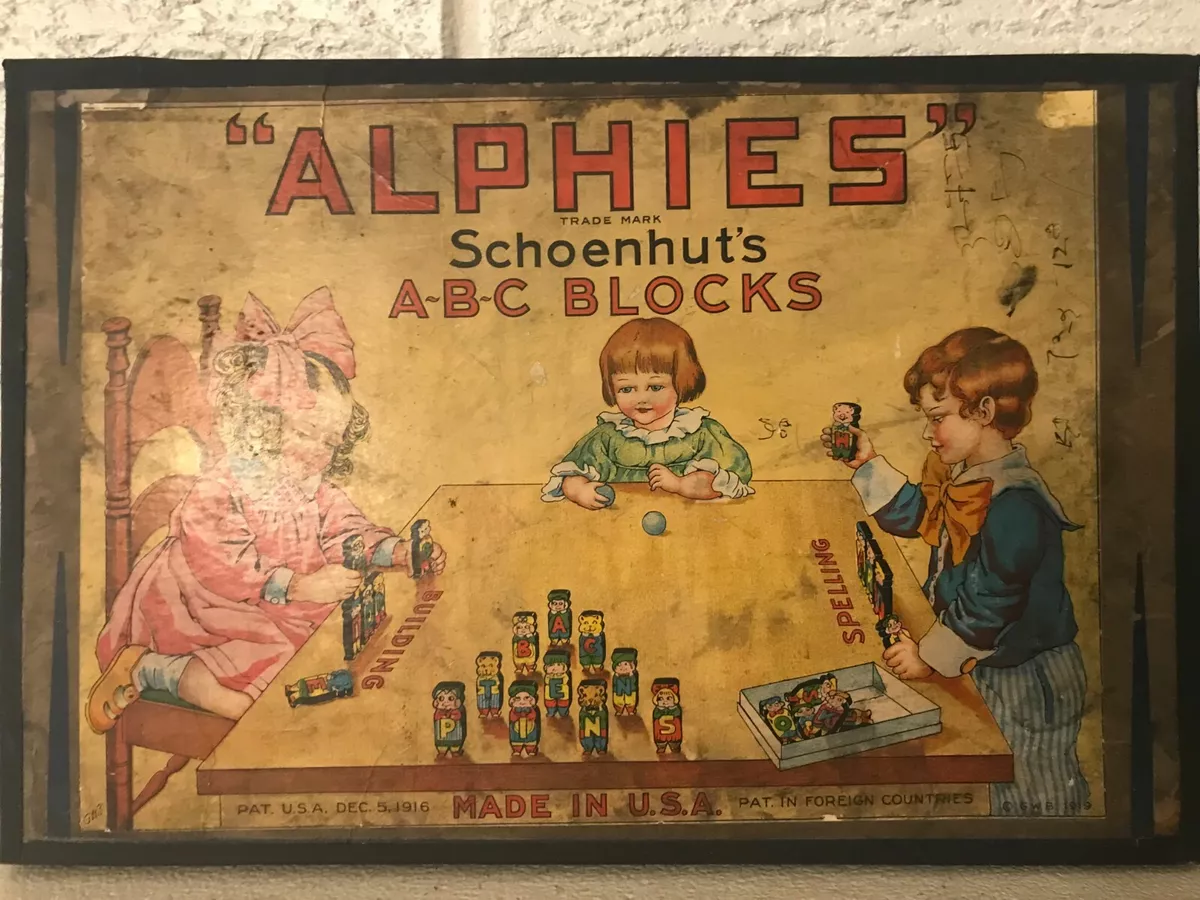 "ALPHIES"
TRADE MARK
Schoenhut's
A-B-C BLOCKS
BUILDING
SPELLING
H
A
B C
T E N
P I N S
PAT. U.S.A. DEC. 5, 1916
MADE IN U.S.A.
PAT. IN FOREIGN COUNTRIES